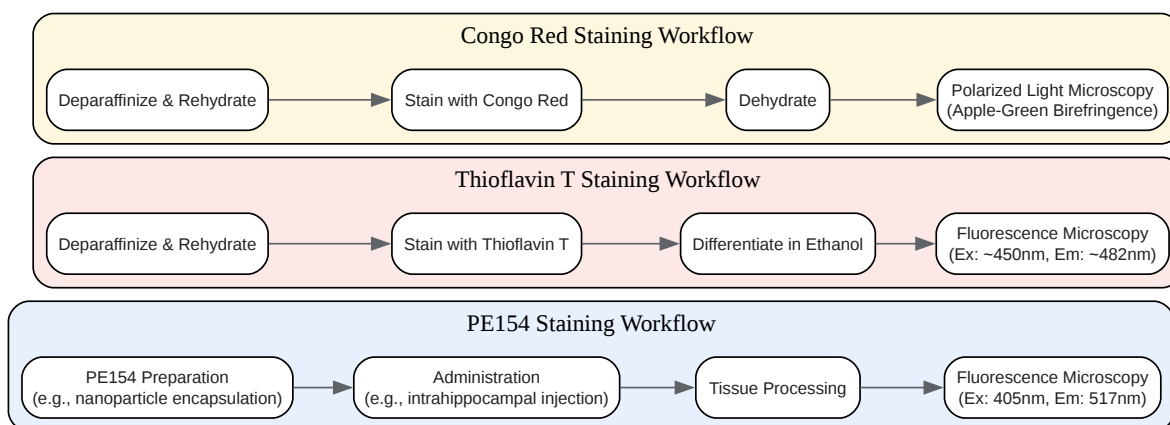 Congo Red Staining Workflow
Deparaffinize & Rehydrate
Stain with Congo Red
Dehydrate
Polarized Light Microscopy
(Apple-Green Birefringence)
Thioflavin T Staining Workflow
Deparaffinize & Rehydrate
Stain with Thioflavin T
Differentiate in Ethanol
Fluorescence Microscopy
(Ex: ~450nm, Em: ~482nm)
PE154 Staining Workflow
PE154 Preparation
(e.g., nanoparticle encapsulation)
Administration
(e.g., intrahippocampal injection)
Tissue Processing
Fluorescence Microscopy
(Ex: 405nm, Em: 517nm)